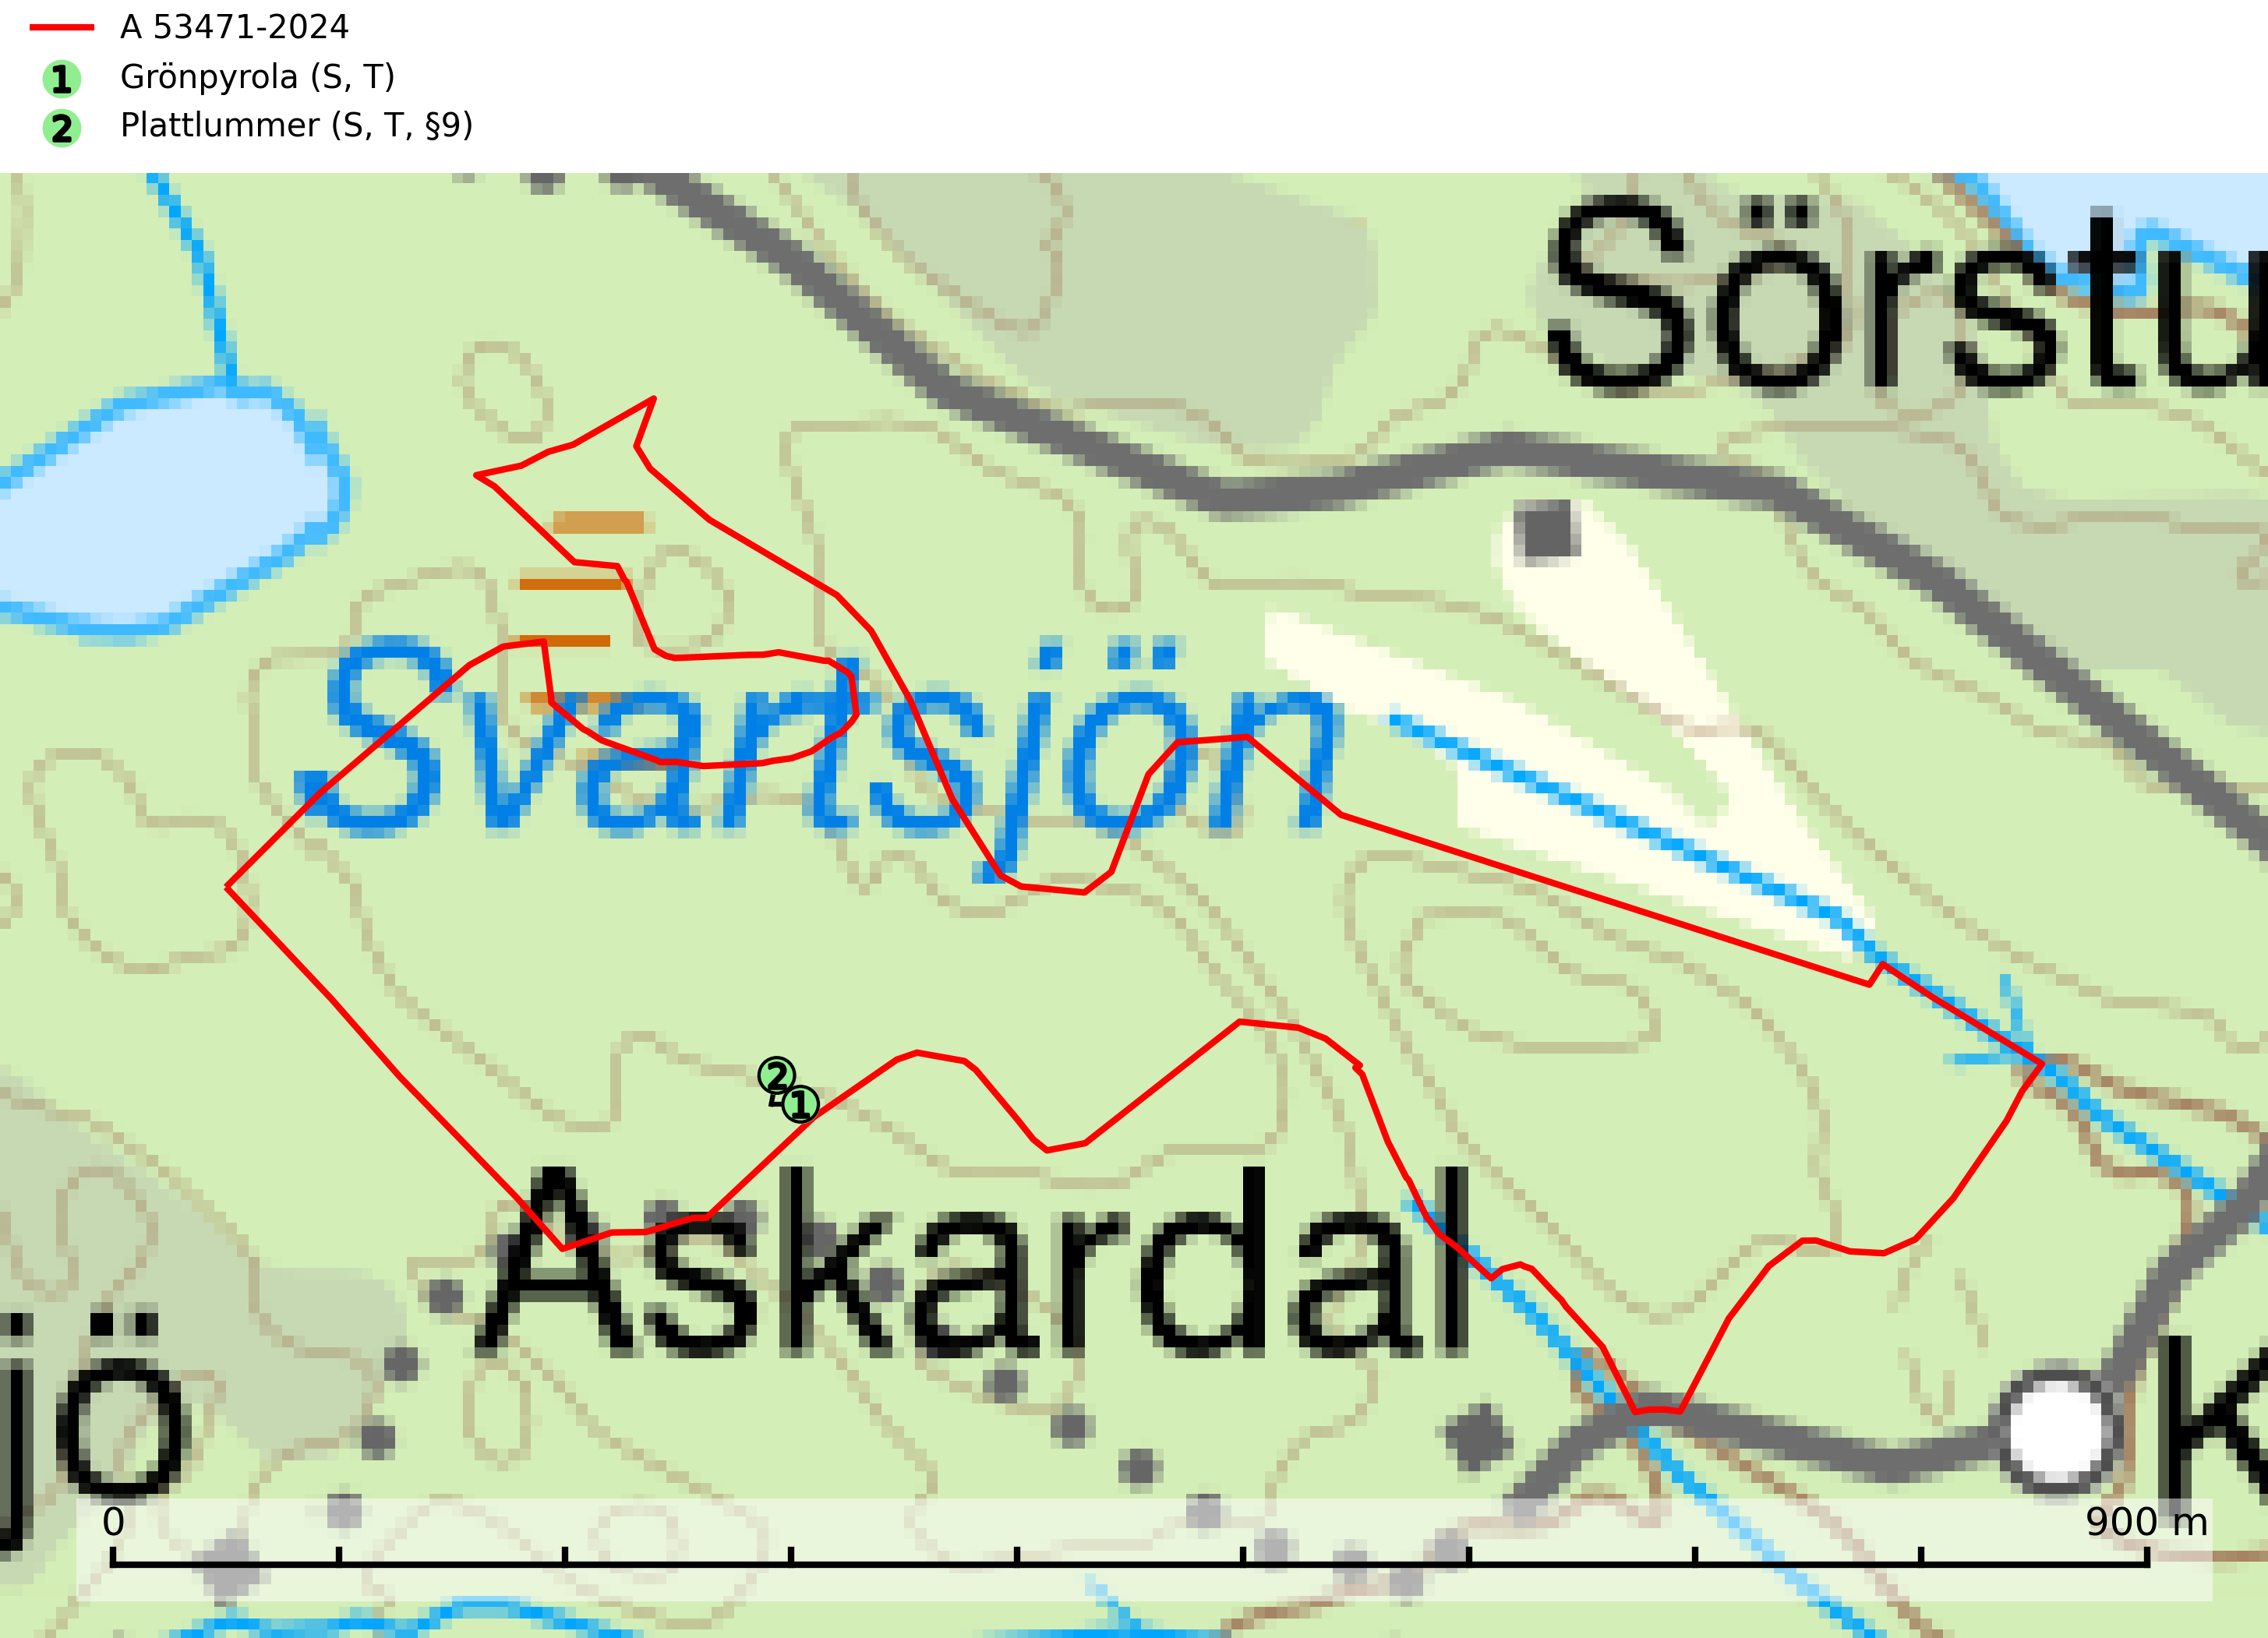 A 53471-2024
1 Grönpyrola (S, T)
2 Plattlummer (S, T, §9)
Sörstu
Svartsjön
2
1
Askardal
jö
k
0 900 m